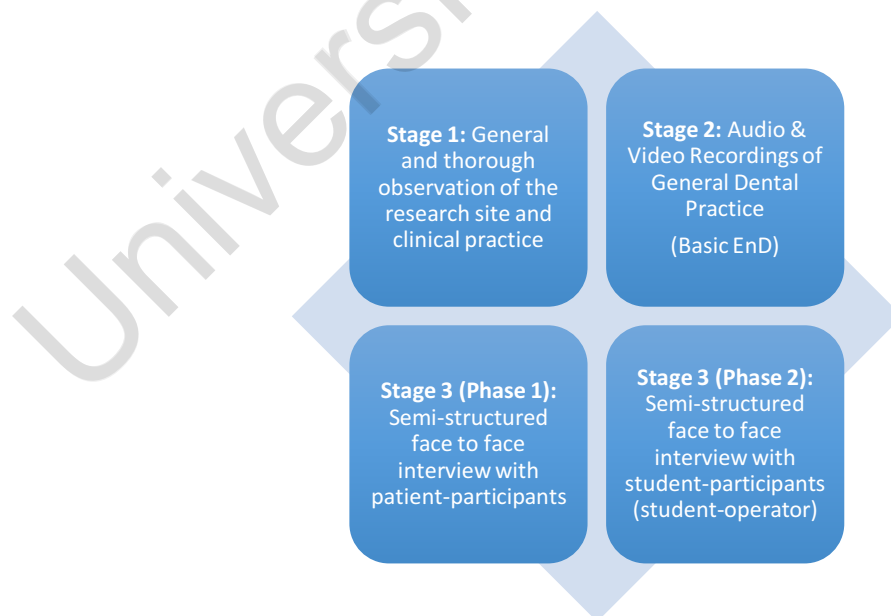 Universi
Stage 1: General
and thorough
observation of the
research site and
clinical practice
Stage 2: Audio &
Video Recordings of
General Dental
Practice
(Basic EnD)
Stage 3 (Phase 1):
Semi-structured
face to face
interview with
patient-participants
Stage 3 (Phase 2):
Semi-structured
face to face
interview with
student-participants
(student-operator)